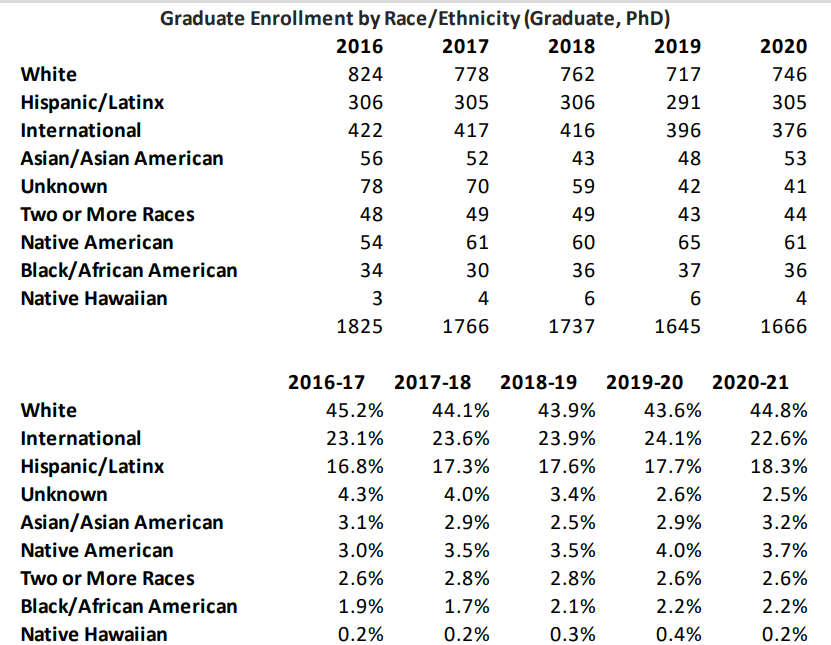 Graduate Enrollment by Race/Ethnicity (Graduate, PhD)
2016 2017 2018 2019 2020
White 824 778 762 717 746
Hispanic/Latinx 306 305 306 291 305
International 422 417 416 396 376
Asian/Asian American 56 52 43 48 53
Unknown 78 70 59 42 41
Two or More Races 48 49 49 43 44
Native American 54 61 60 65 61
Black/African American 34 30 36 37 36
Native Hawaiian 3 4 6 6 4
1825 1766 1737 1645 1666
2016-17 2017-18 2018-19 2019-20 2020-21
White 45.2% 44.1% 43.9% 43.6% 44.8%
International 23.1% 23.6% 23.9% 24.1% 22.6%
Hispanic/Latinx 16.8% 17.3% 17.6% 17.7% 18.3%
Unknown 4.3% 4.0% 3.4% 2.6% 2.5%
Asian/Asian American 3.1% 2.9% 2.5% 2.9% 3.2%
Native American 3.0% 3.5% 3.5% 4.0% 3.7%
Two or More Races 2.6% 2.8% 2.8% 2.6% 2.6%
Black/African American 1.9% 1.7% 2.1% 2.2% 2.2%
Native Hawaiian 0.2% 0.2% 0.3% 0.4% 0.2%